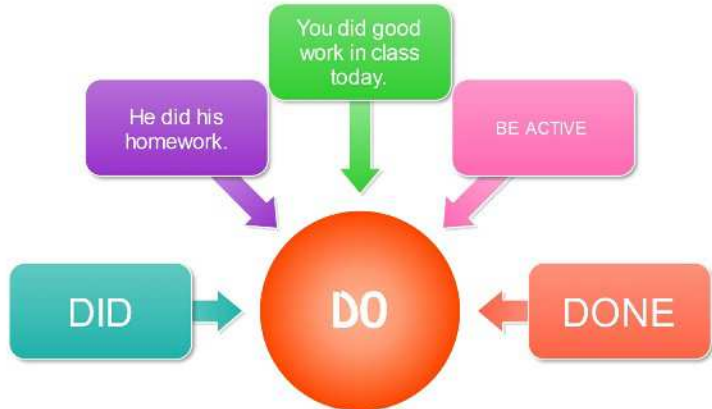 You did good
work in class
today.
He did his
homework.
BE ACTIVE
DID
DO
DONE